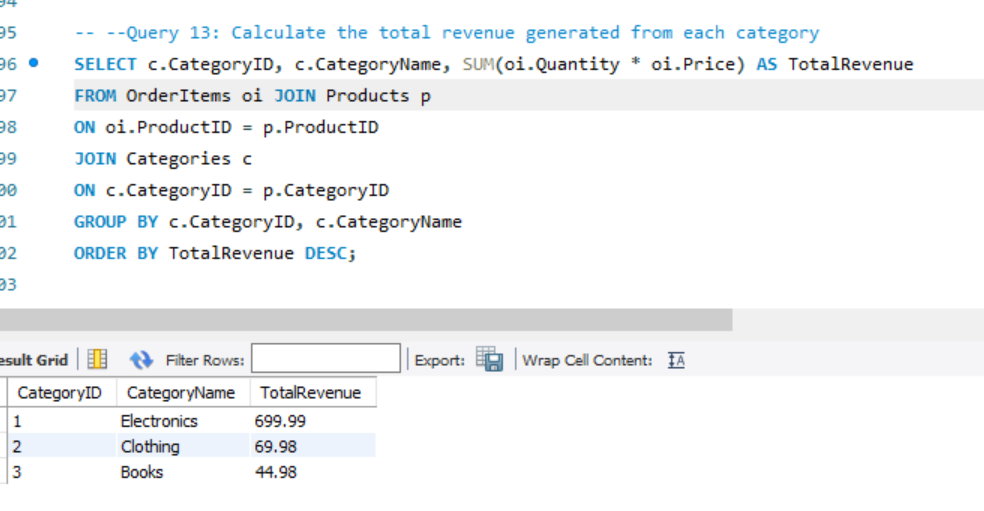 94
95 -- --Query 13: Calculate the total revenue generated from each category
96 SELECT c.CategoryID, c.CategoryName, SUM(oi.Quantity * oi.Price) AS TotalRevenue
97 FROM OrderItems oi JOIN Products p
98 ON oi.ProductID = p.ProductID
99 JOIN Categories c
00 ON c.CategoryID = p.CategoryID
01 GROUP BY c.CategoryID, c.CategoryName
02 ORDER BY TotalRevenue DESC;
03
esult Grid Filter Rows: Export: Wrap Cell Content: IA
CategoryID CategoryName TotalRevenue
1 Electronics 699.99
2 Clothing 69.98
3 Books 44.98